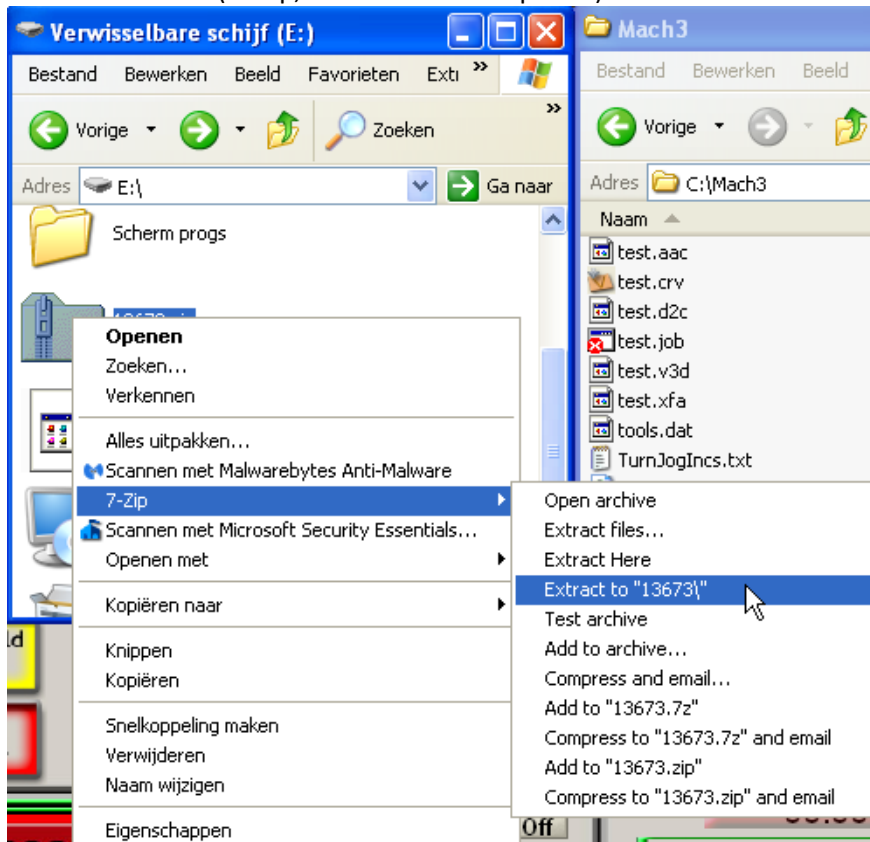 Verwisselbare schijf (E:)
Bestand Bewerken Beeld Favorieten Extr »
Vorige Zoeken »
Adres E:\ Ga naar
Scherm progs
Openen
Zoeken...
Verkennen
Alles uitpakken...
Scannen met Malwarebytes Anti-Malware
7-Zip
Scannen met Microsoft Security Essentials...
Openen met
Kopiëren naar
Knippen
Kopiëren
Snelkoppeling maken
Verwijderen
Naam wijzigen
Eigenschappen
Mach3
Bestand Bewerken Beeld
Vorige
Adres C:\Mach3
Naam
test.aac
test.crv
test.d2c
test.job
test.v3d
test.xfa
tools.dat
TurnJogIncs.txt
Open archive
Extract files...
Extract Here
Extract to "13673\"
Test archive
Add to archive...
Compress and email...
Add to "13673.7z"
Compress to "13673.7z" and email
Add to "13673.zip"
Compress to "13673.zip" and email
Off